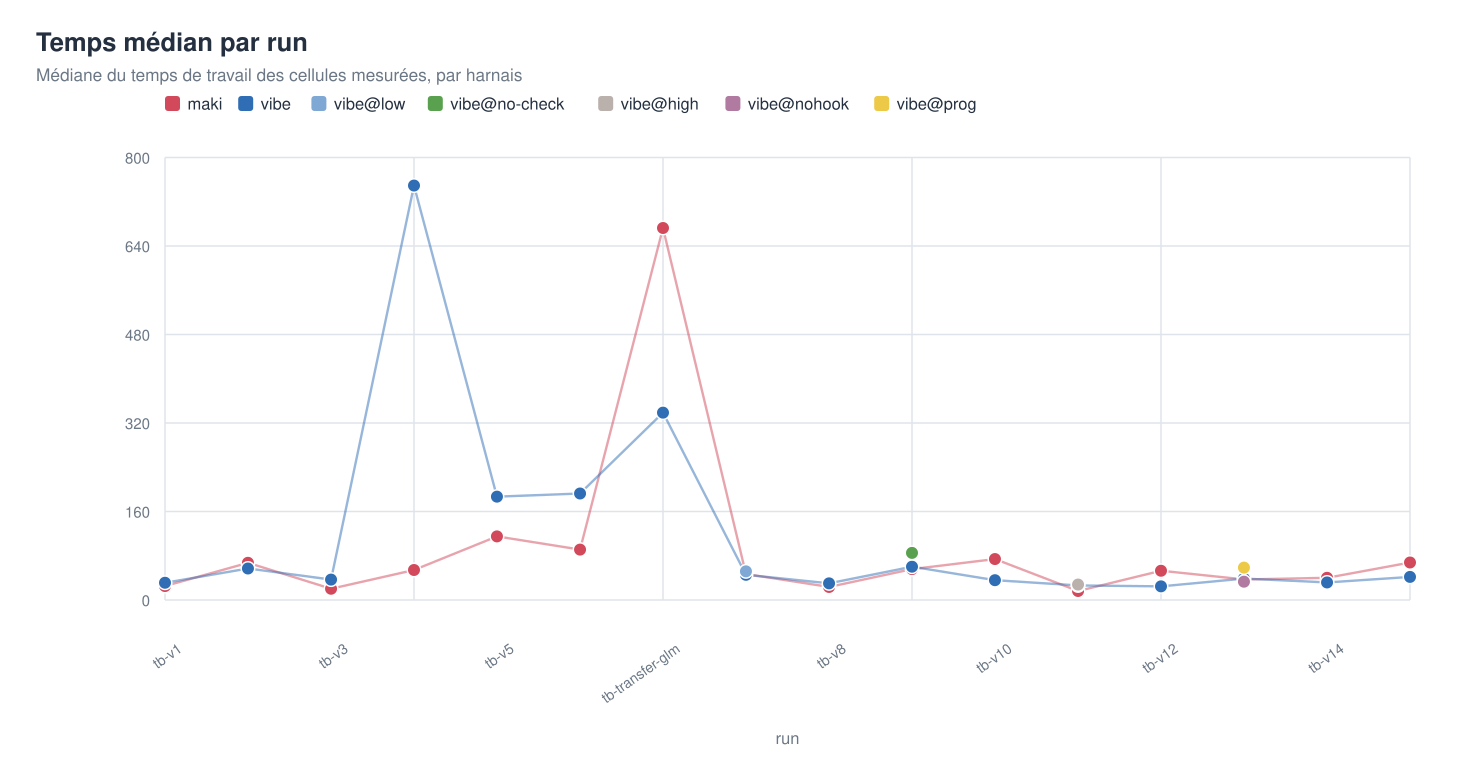 Temps médian par run
Médiane du temps de travail des cellules mesurées, par harnais
maki vibe vibe@low vibe@no-check vibe@high vibe@nohook vibe@prog
800
640
480
320
160
0
tb-v1 tb-v3 tb-v5 tb-transfer-glm tb-v8 tb-v10 tb-v12 tb-v14
run